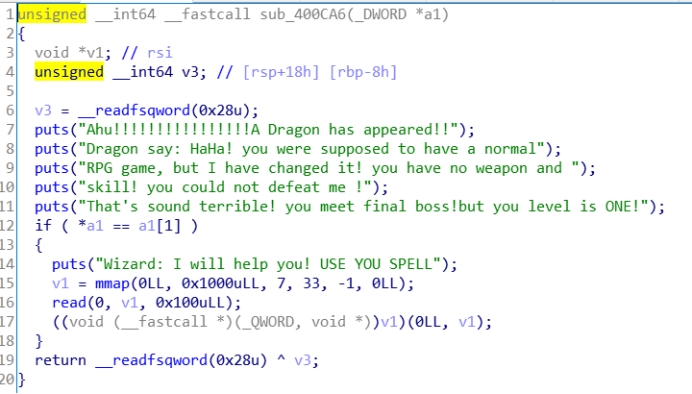 1 unsigned __int64 __fastcall sub_400CA6(_DWORD *a1)
2 {
3 void *v1; // rsi
4 unsigned __int64 v3; // [rsp+18h] [rbp-8h]
5
6 v3 = __readfsqword(0x28u);
7 puts("Ahu!!!!!!!!!!!!!!!!A Dragon has appeared!!");
8 puts("Dragon say: HaHa! you were supposed to have a normal");
9 puts("RPG game, but I have changed it! you have no weapon and ");
10 puts("skill! you could not defeat me !");
11 puts("That's sound terrible! you meet final boss!but you level is ONE!");
12 if ( *a1 == a1[1] )
13 {
14 puts("Wizard: I will help you! USE YOU SPELL");
15 v1 = mmap(0LL, 0x1000uLL, 7, 33, -1, 0LL);
16 read(0, v1, 0x100uLL);
17 ((void (__fastcall *)(_QWORD, void *))v1)(0LL, v1);
18 }
19 return __readfsqword(0x28u) ^ v3;
20 }